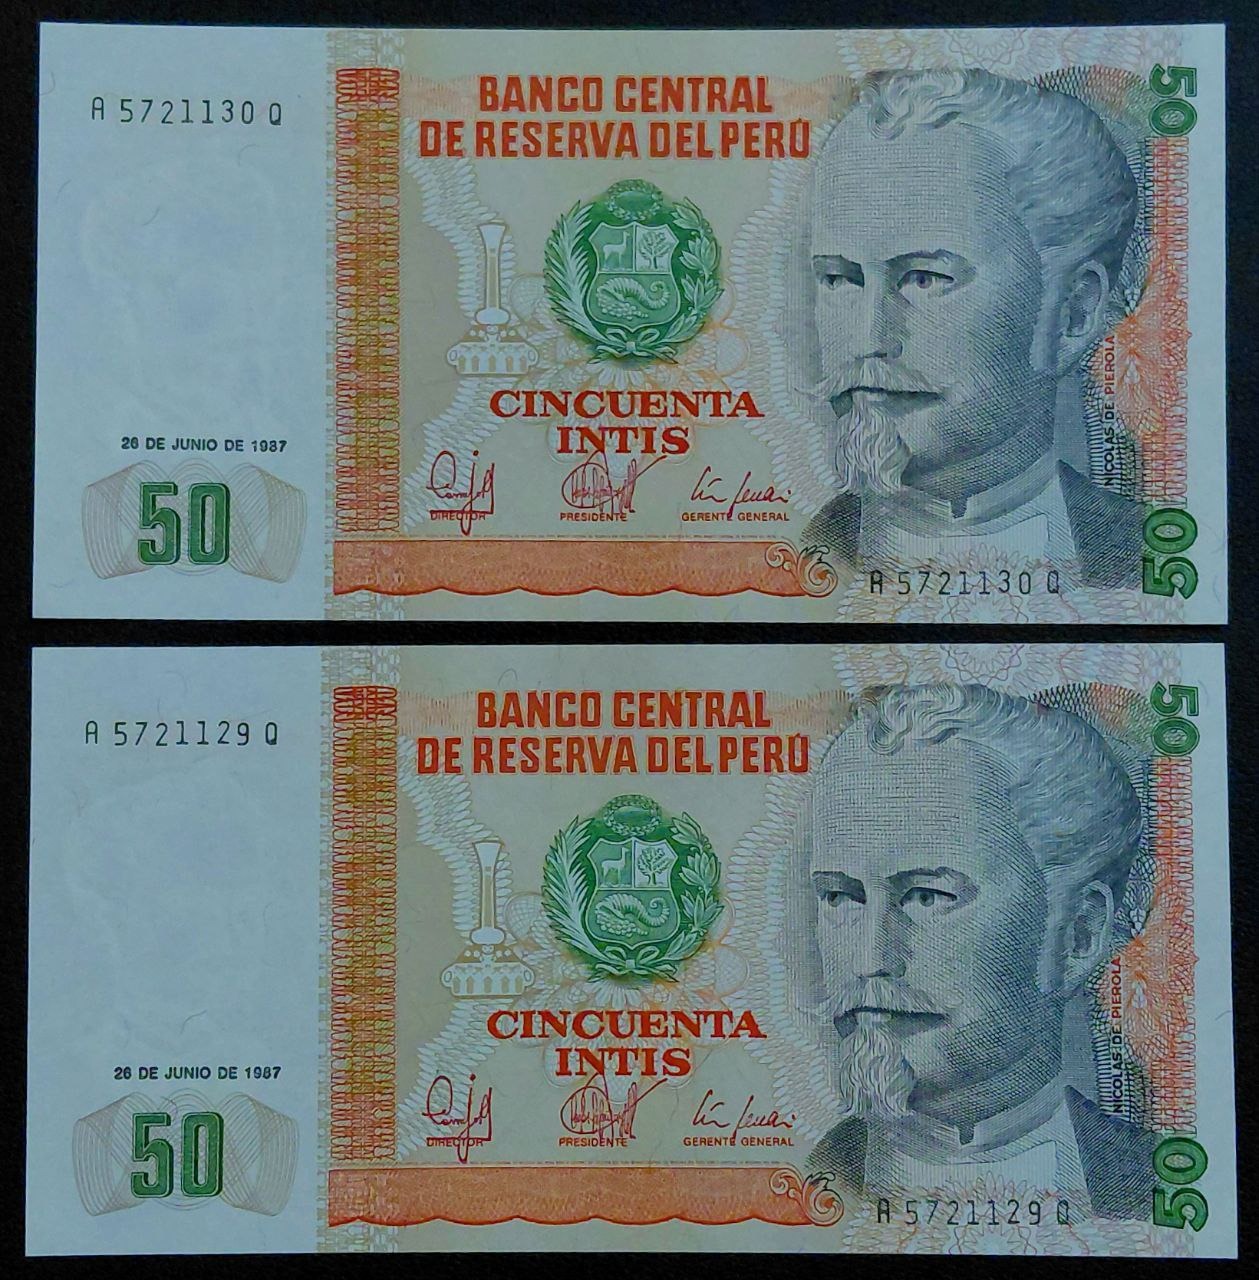 A 5721130 Q
BANCO CENTRAL
DE RESERVA DEL PERÚ
50
CINCUENTA
INTIS
NICOLAS DE PIEROLA
26 DE JUNIO DE 1987
50
DIRECTOR
PRESIDENTE
GERENTE GENERAL
A 5721130 Q
50
A 5721129 Q
BANCO CENTRAL
DE RESERVA DEL PERÚ
50
CINCUENTA
INTIS
NICOLAS DE PIEROLA
26 DE JUNIO DE 1987
50
DIRECTOR
PRESIDENTE
GERENTE GENERAL
A 5721129 Q
50